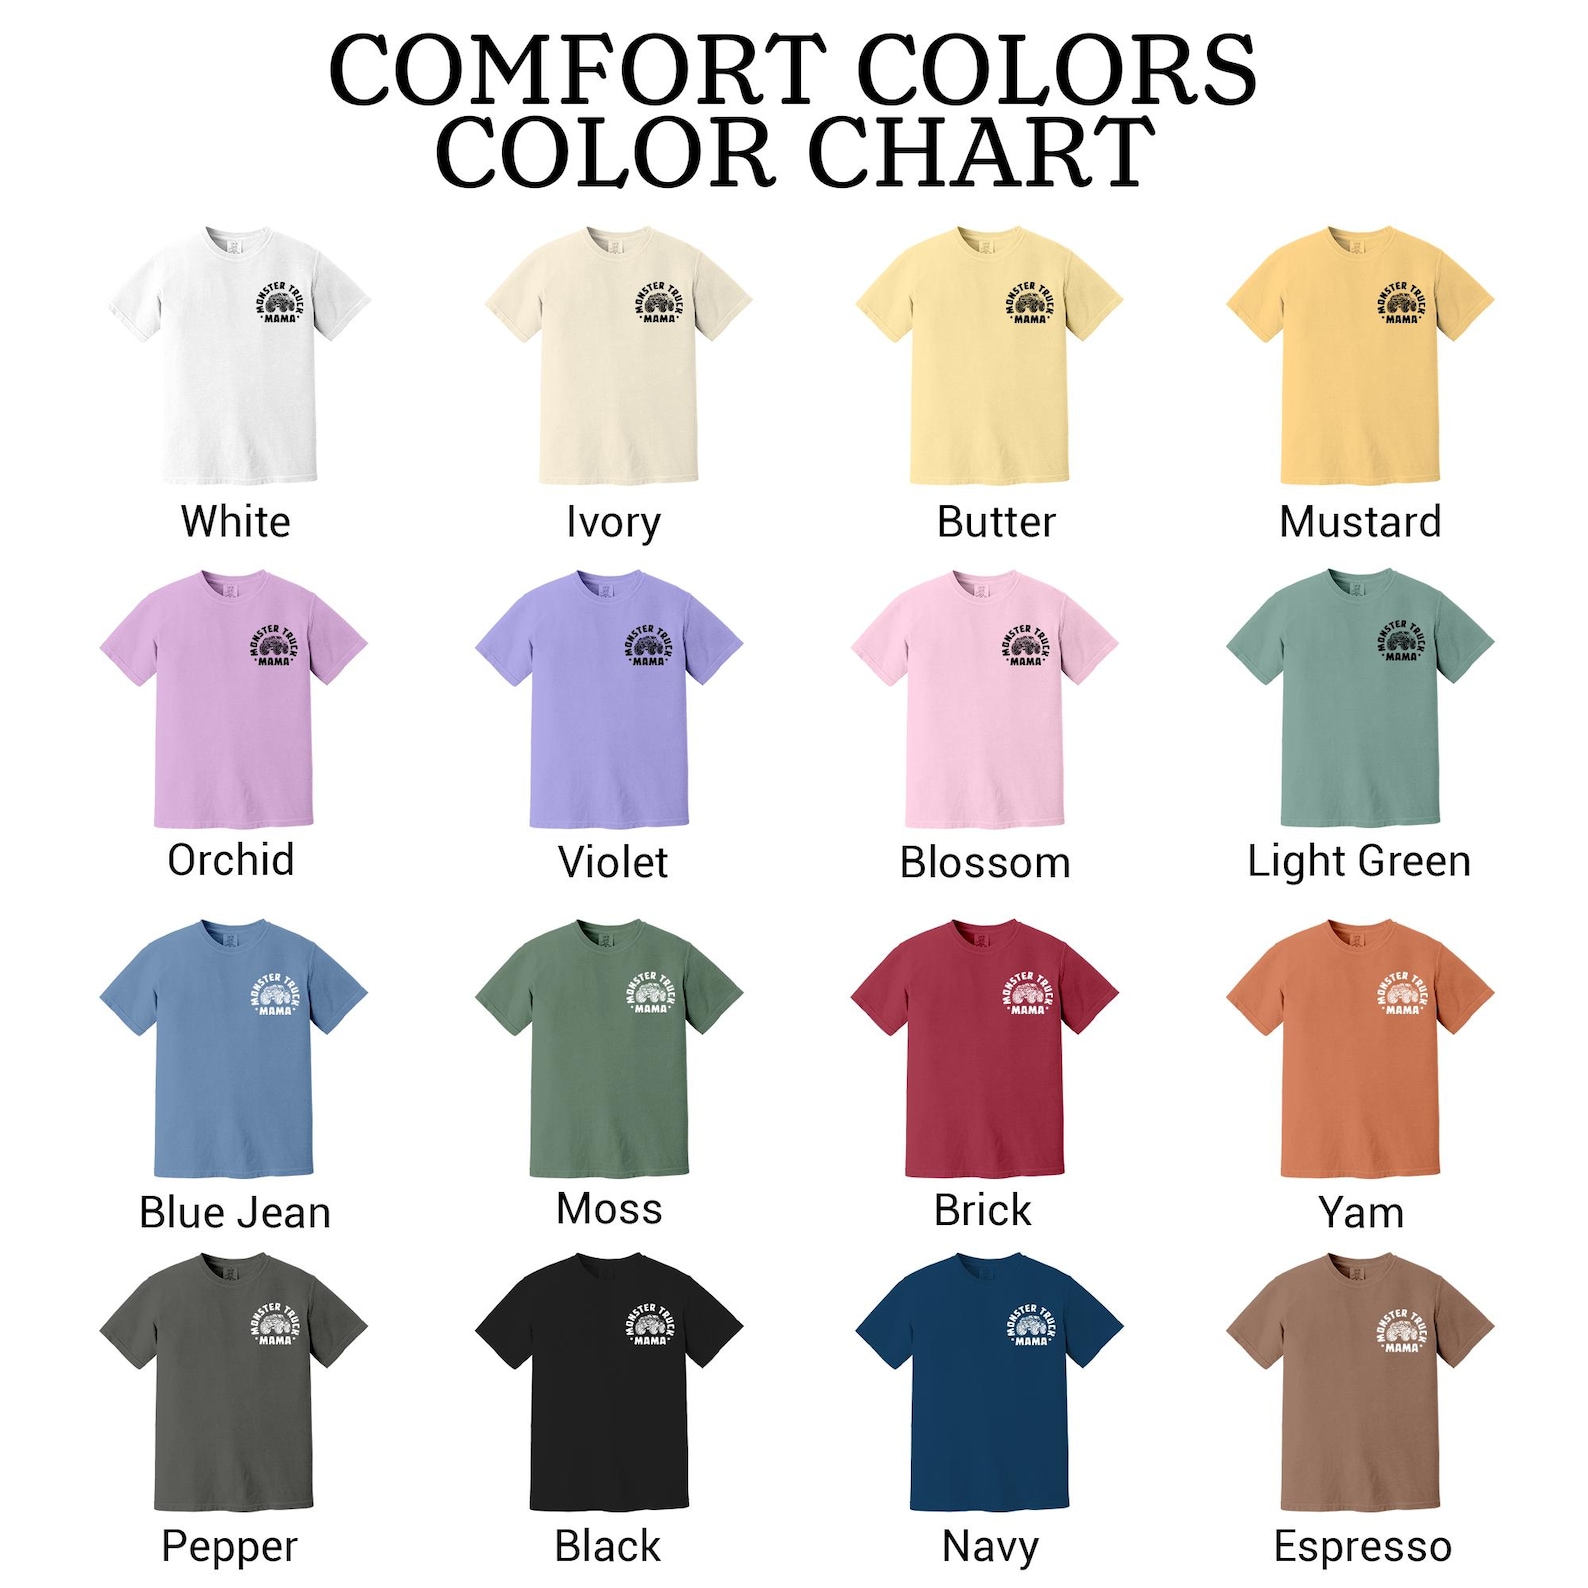 COMFORT COLORS
COLOR CHART
MONSTER TRUCK
MAMA
MONSTER TRUCK
MAMA
MONSTER TRUCK
MAMA
MONSTER TRUCK
MAMA
White
Ivory
Butter
Mustard
MONSTER TRUCK
MAMA
MONSTER TRUCK
MAMA
MONSTER TRUCK
MAMA
MONSTER TRUCK
MAMA
Orchid
Violet
Blossom
Light Green
MONSTER TRUCK
MAMA
MONSTER TRUCK
MAMA
MONSTER TRUCK
MAMA
MONSTER TRUCK
MAMA
Blue Jean
Moss
Brick
Yam
MONSTER TRUCK
MAMA
MONSTER TRUCK
MAMA
MONSTER TRUCK
MAMA
MONSTER TRUCK
MAMA
Pepper
Black
Navy
Espresso